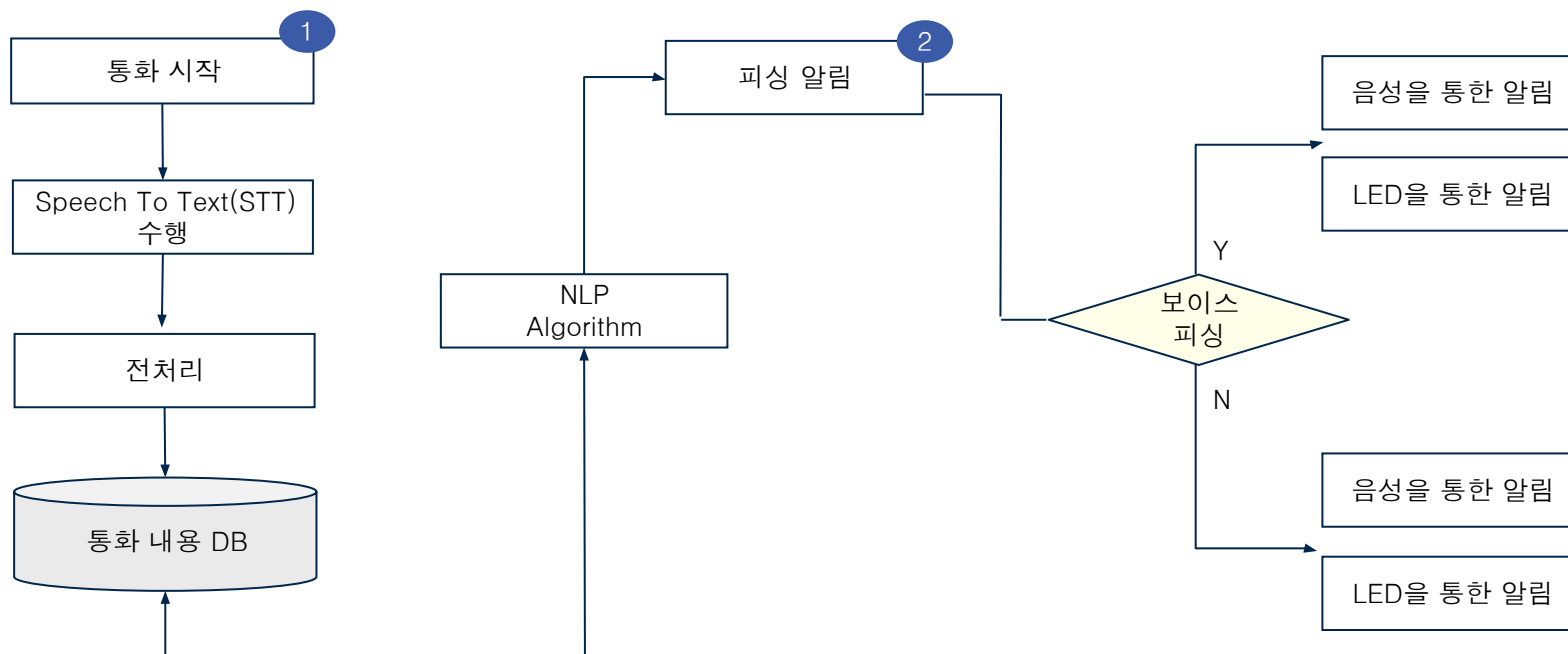 1
통화 시작
Speech To Text(STT)
수행
전처리
통화 내용 DB
NLP
Algorithm
2
피싱 알림
보이스
피싱
Y
N
음성을 통한 알림
LED을 통한 알림
음성을 통한 알림
LED을 통한 알림